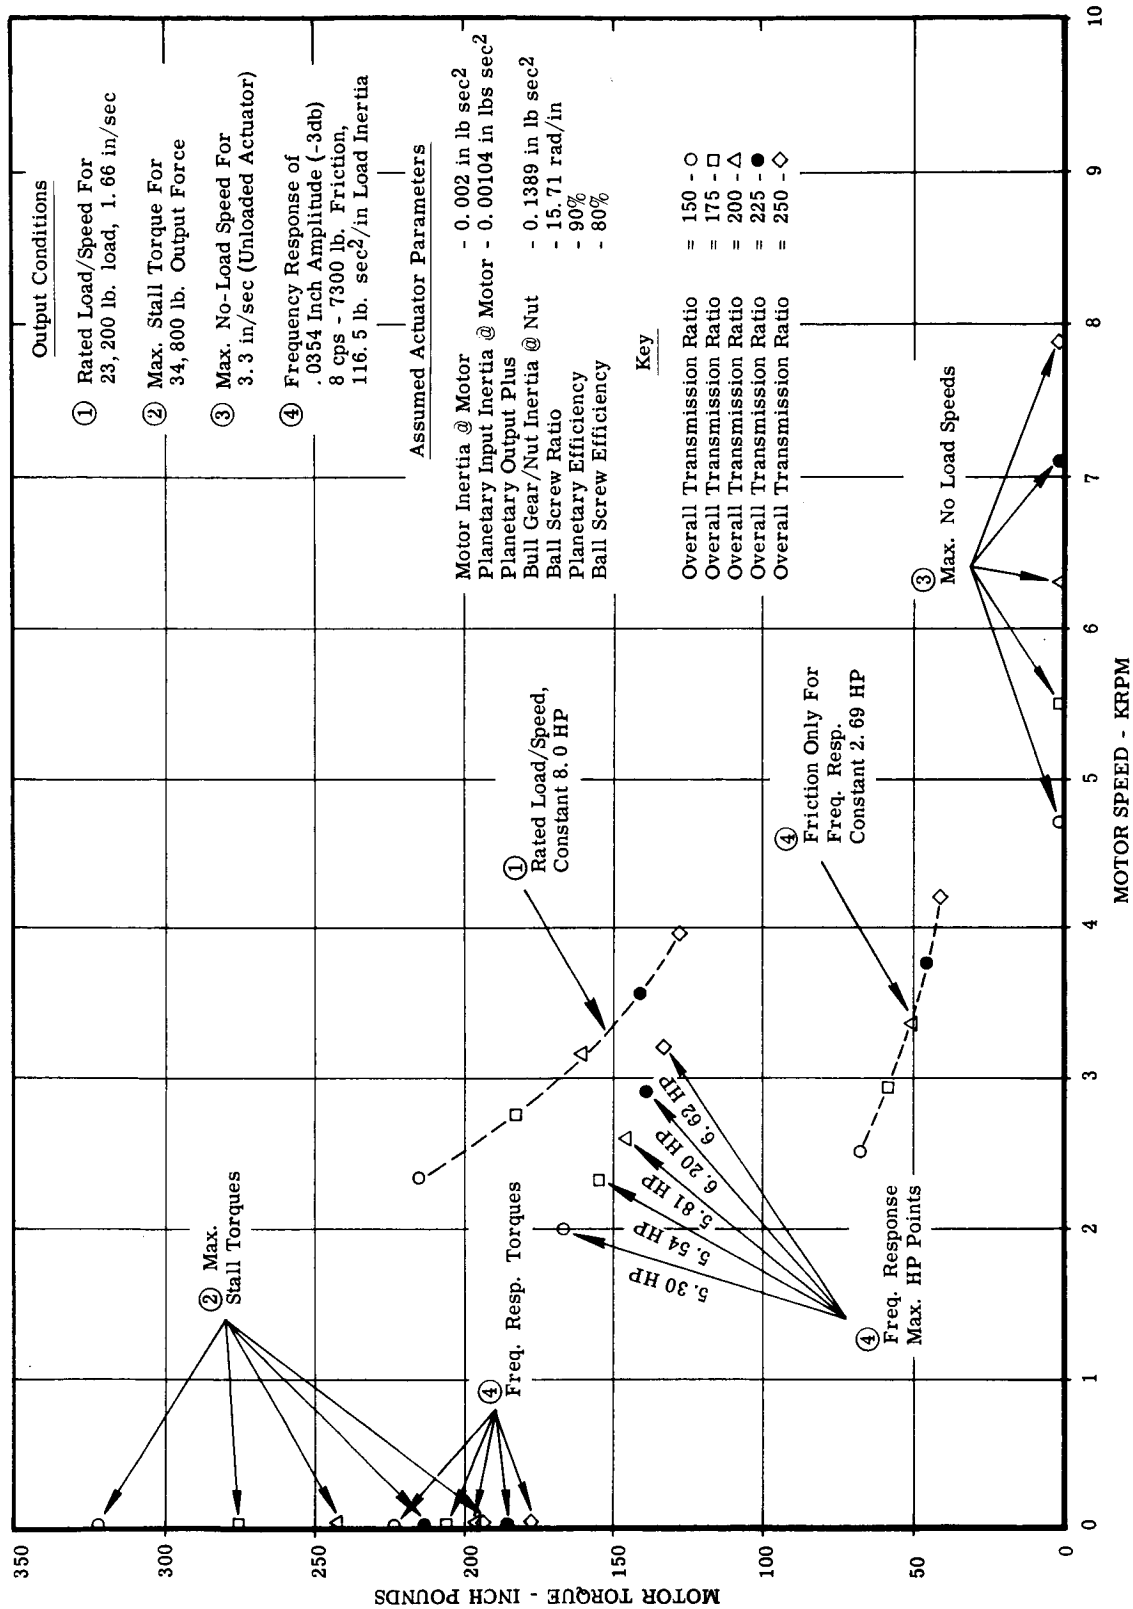 Output Conditions
① Rated Load/Speed For
23,200 lb. load, 1.66 in/sec
② Max. Stall Torque For
34,800 lb. Output Force
③ Max. No-Load Speed For
3.3 in/sec (Unloaded Actuator)
④ Frequency Response of
.0354 Inch Amplitude (-3db)
8 cps - 7300 lb. Friction,
116.5 lb. sec²/in Load Inertia
Assumed Actuator Parameters
Motor Inertia @ Motor - 0.002 in lb sec²
Planetary Input Inertia @ Motor - 0.00104 in lbs sec²
Planetary Output Plus
Bull Gear/Nut Inertia @ Nut - 0.1389 in lb sec²
Ball Screw Ratio - 15.71 rad/in
Planetary Efficiency - 90%
Ball Screw Efficiency - 80%
Key
Overall Transmission Ratio = 150 - ○
Overall Transmission Ratio = 175 - □
Overall Transmission Ratio = 200 - △
Overall Transmission Ratio = 225 - ●
Overall Transmission Ratio = 250 - ◇
② Max.
Stall Torques
④
Freq. Resp. Torques
① Rated Load/Speed,
Constant 8.0 HP
④ Friction Only For
Freq. Resp.
Constant 2.69 HP
③
Max. No Load Speeds
5.30 HP
5.54 HP
5.81 HP
6.20 HP
6.62 HP
④ Freq. Response
Max. HP Points
MOTOR TORQUE - INCH POUNDS
350
300
250
200
150
100
50
0
0 1 2 3 4 5 6 7 8 9 10
MOTOR SPEED - KRPM